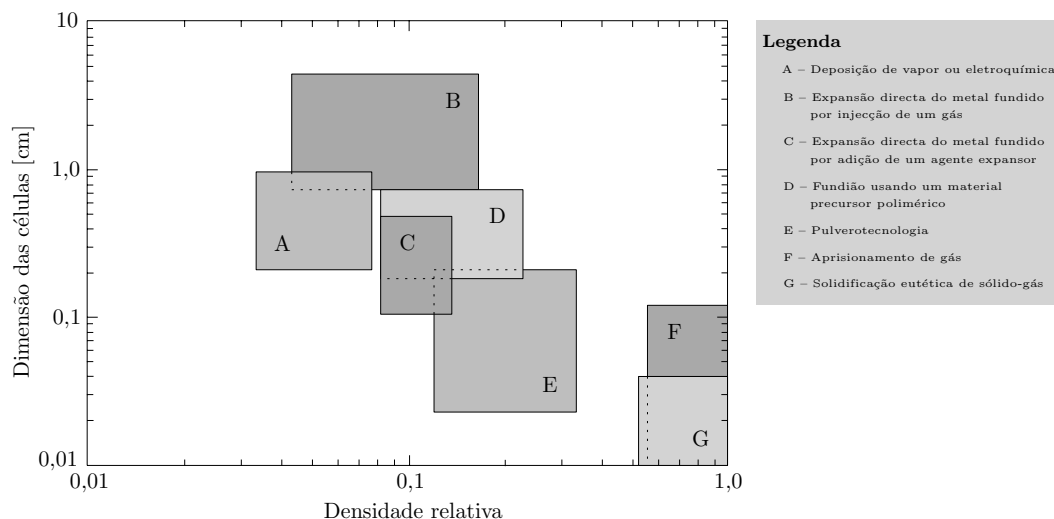 10
1,0
0,1
0,01
Dimensão das células [cm]
B
A
D
C
E
F
G
0,01
0,1
1,0
Densidade relativa
Legenda
A – Deposição de vapor ou eletroquímica
B – Expansão directa do metal fundido
por injecção de um gás
C – Expansão directa do metal fundido
por adição de um agente expansor
D – Fundião usando um material
precursor polimérico
E – Pulverotecnologia
F – Aprisionamento de gás
G – Solidificação eutética de sólido-gás